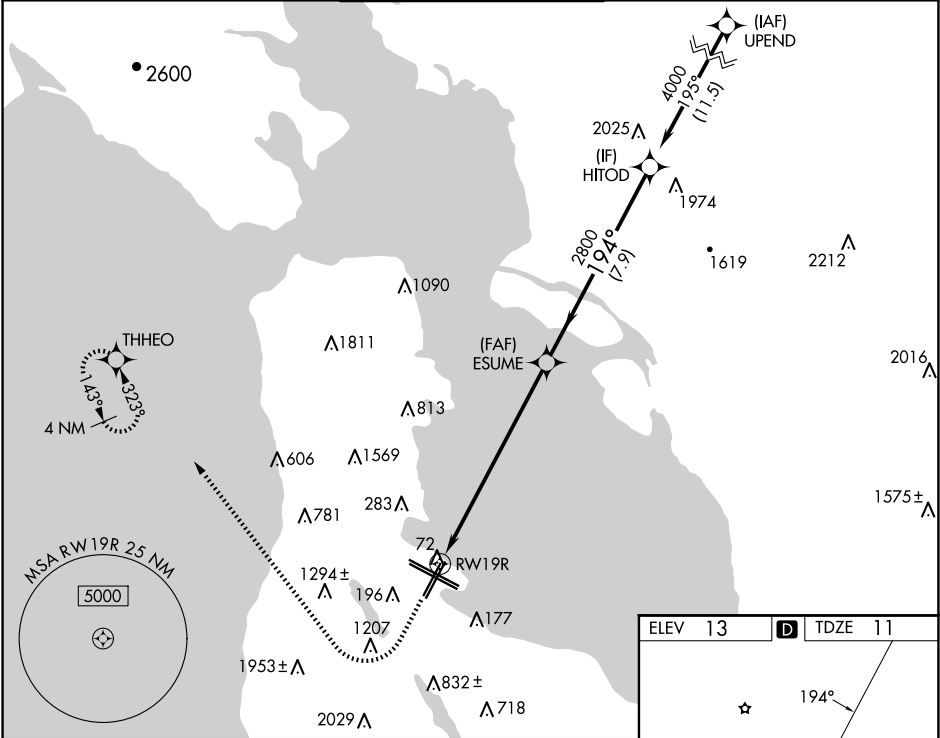 (IAF)
UPEND
2600
4000
195°
(11.5)
2025
(IF)
HITOD
1974
2800
194°
(7.9)
1619
2212
1090
THHEO
1811
(FAF)
ESUME
2016
143°
323°
813
4 NM
606
1569
283
1575±
781
72
RW19R
MSA RW19R 25 NM
1294±
196
5000
177
1207
ELEV 13
D
TDZE 11
1953±
832±
194°
718
2029